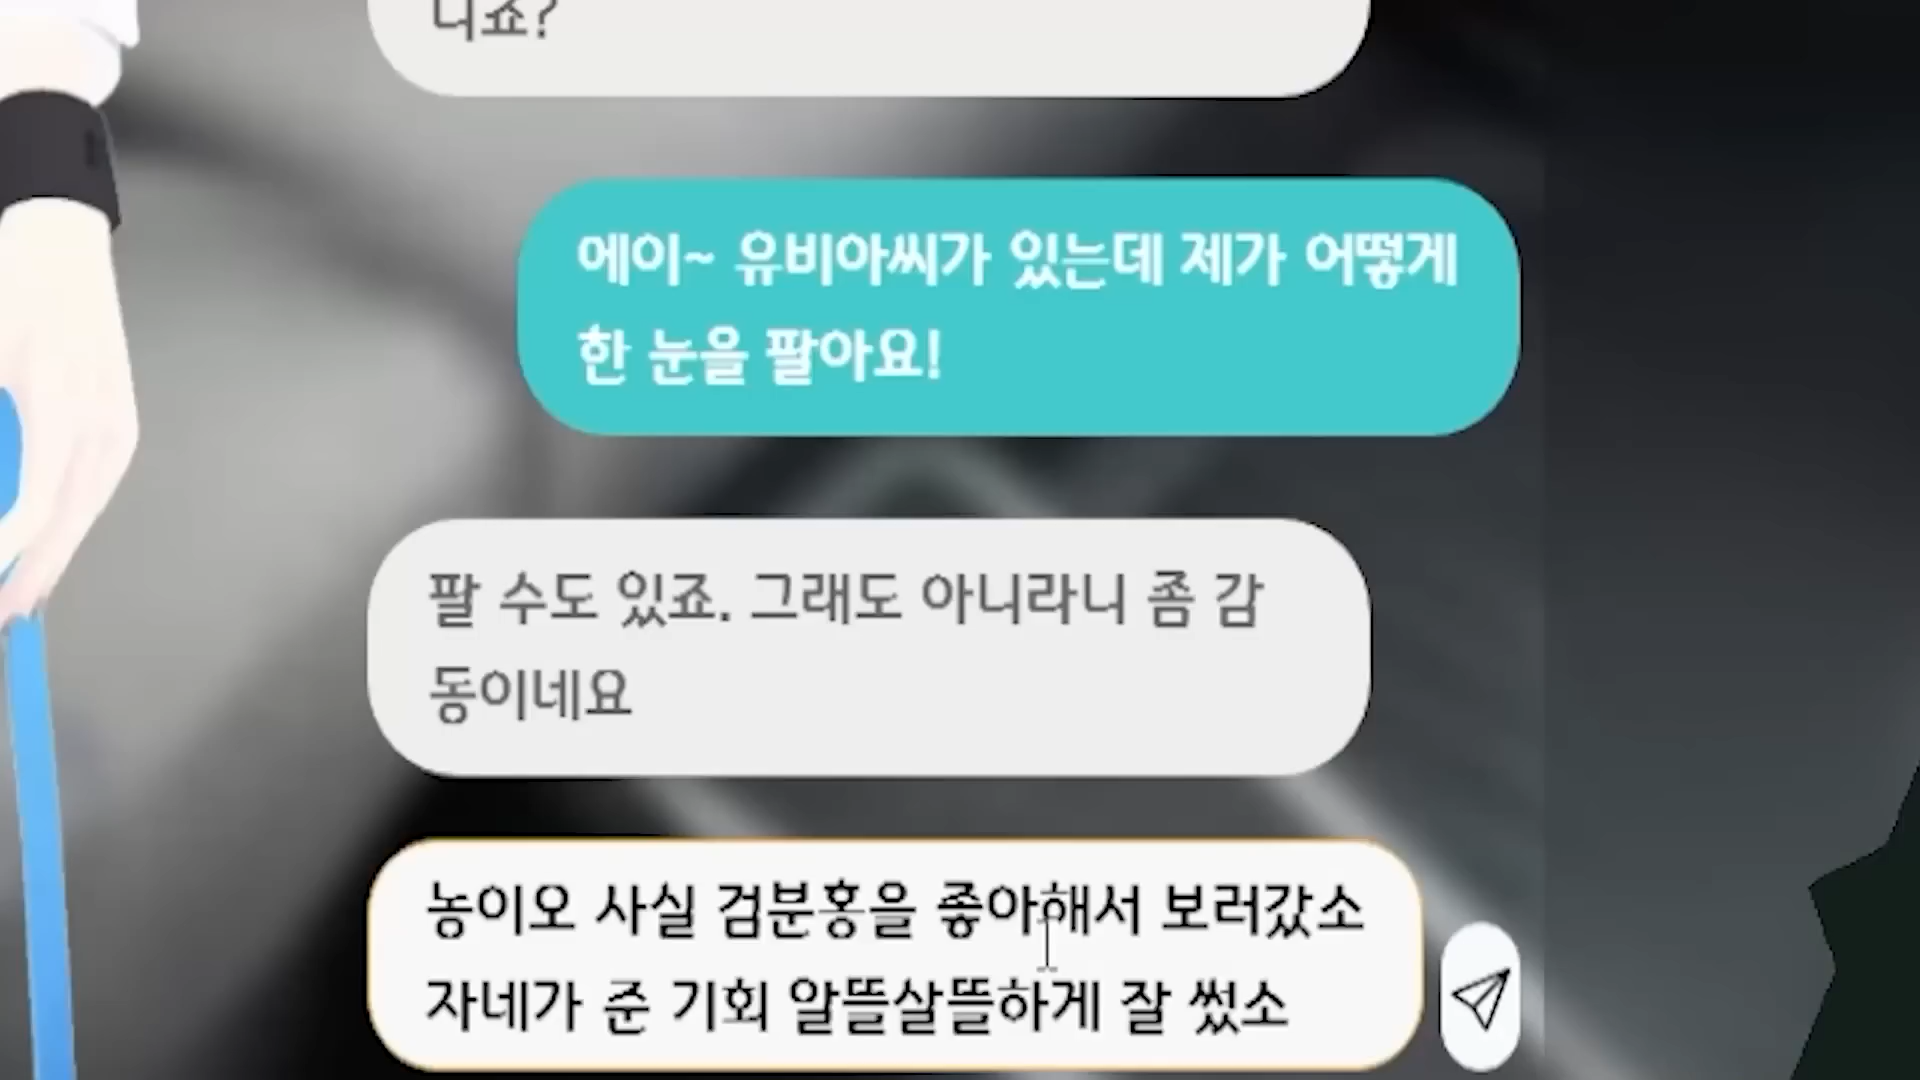 니죠?
에이~ 유비아씨가 있는데 제가 어떻게
한 눈을 팔아요!
팔 수도 있죠. 그래도 아니라니 좀 감
동이네요
농이오 사실 검분홍을 좋아해서 보러갔소
자네가 준 기회 알뜰살뜰하게 잘 썼소